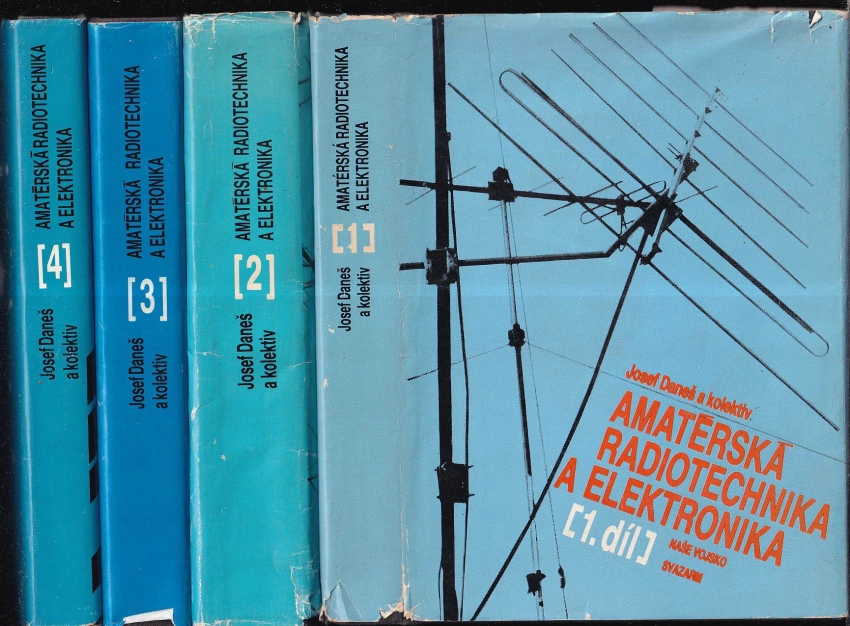 AMATÉRSKÁ RADIOTECHNIKA
A ELEKTRONIKA
[4]
Josef Daneš
a kolektiv
AMATÉRSKÁ RADIOTECHNIKA
A ELEKTRONIKA
[3]
Josef Daneš
a kolektiv
AMATÉRSKÁ RADIOTECHNIKA
A ELEKTRONIKA
[2]
Josef Daneš
a kolektiv
AMATÉRSKÁ RADIOTECHNIKA
A ELEKTRONIKA
[1]
Josef Daneš
a kolektiv
Josef Daneš a kolektiv:
AMATÉRSKÁ
RADIOTECHNIKA
A ELEKTRONIKA
[1. díl]
NAŠE VOJSKO
SVAZARM